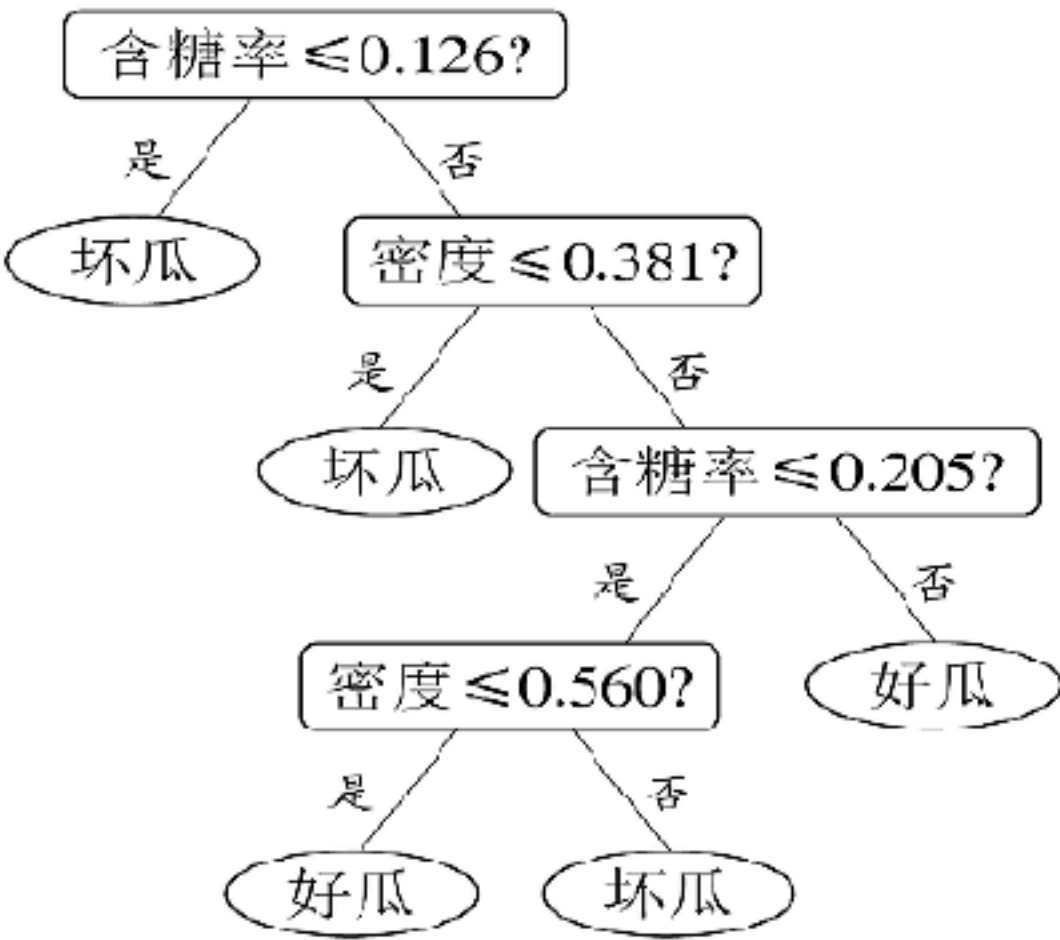 含糖率≤0.126?
是
否
坏瓜
密度≤0.381?
是
否
坏瓜
含糖率≤0.205?
是
否
密度≤0.560?
好瓜
是
否
好瓜
坏瓜